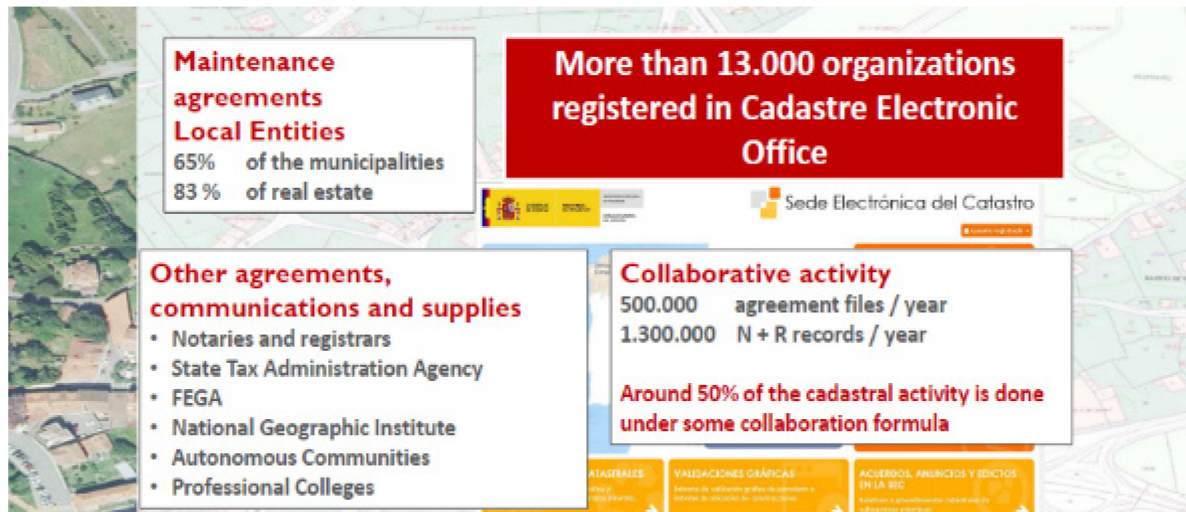 Maintenance
agreements
Local Entities
65% of the municipalities
83 % of real estate
More than 13.000 organizations
registered in Cadastre Electronic
Office
Sede Electrónica del Catastro
Other agreements,
communications and supplies
• Notaries and registrars
• State Tax Administration Agency
• FEGA
• National Geographic Institute
• Autonomous Communities
• Professional Colleges
Collaborative activity
500.000 agreement files / year
1.300.000 N + R records / year
Around 50% of the cadastral activity is done
under some collaboration formula
VALIDACIONES GRÁFICAS
ACUERDOS, ANUNCIOS Y EDICTOS
EN LA SEC